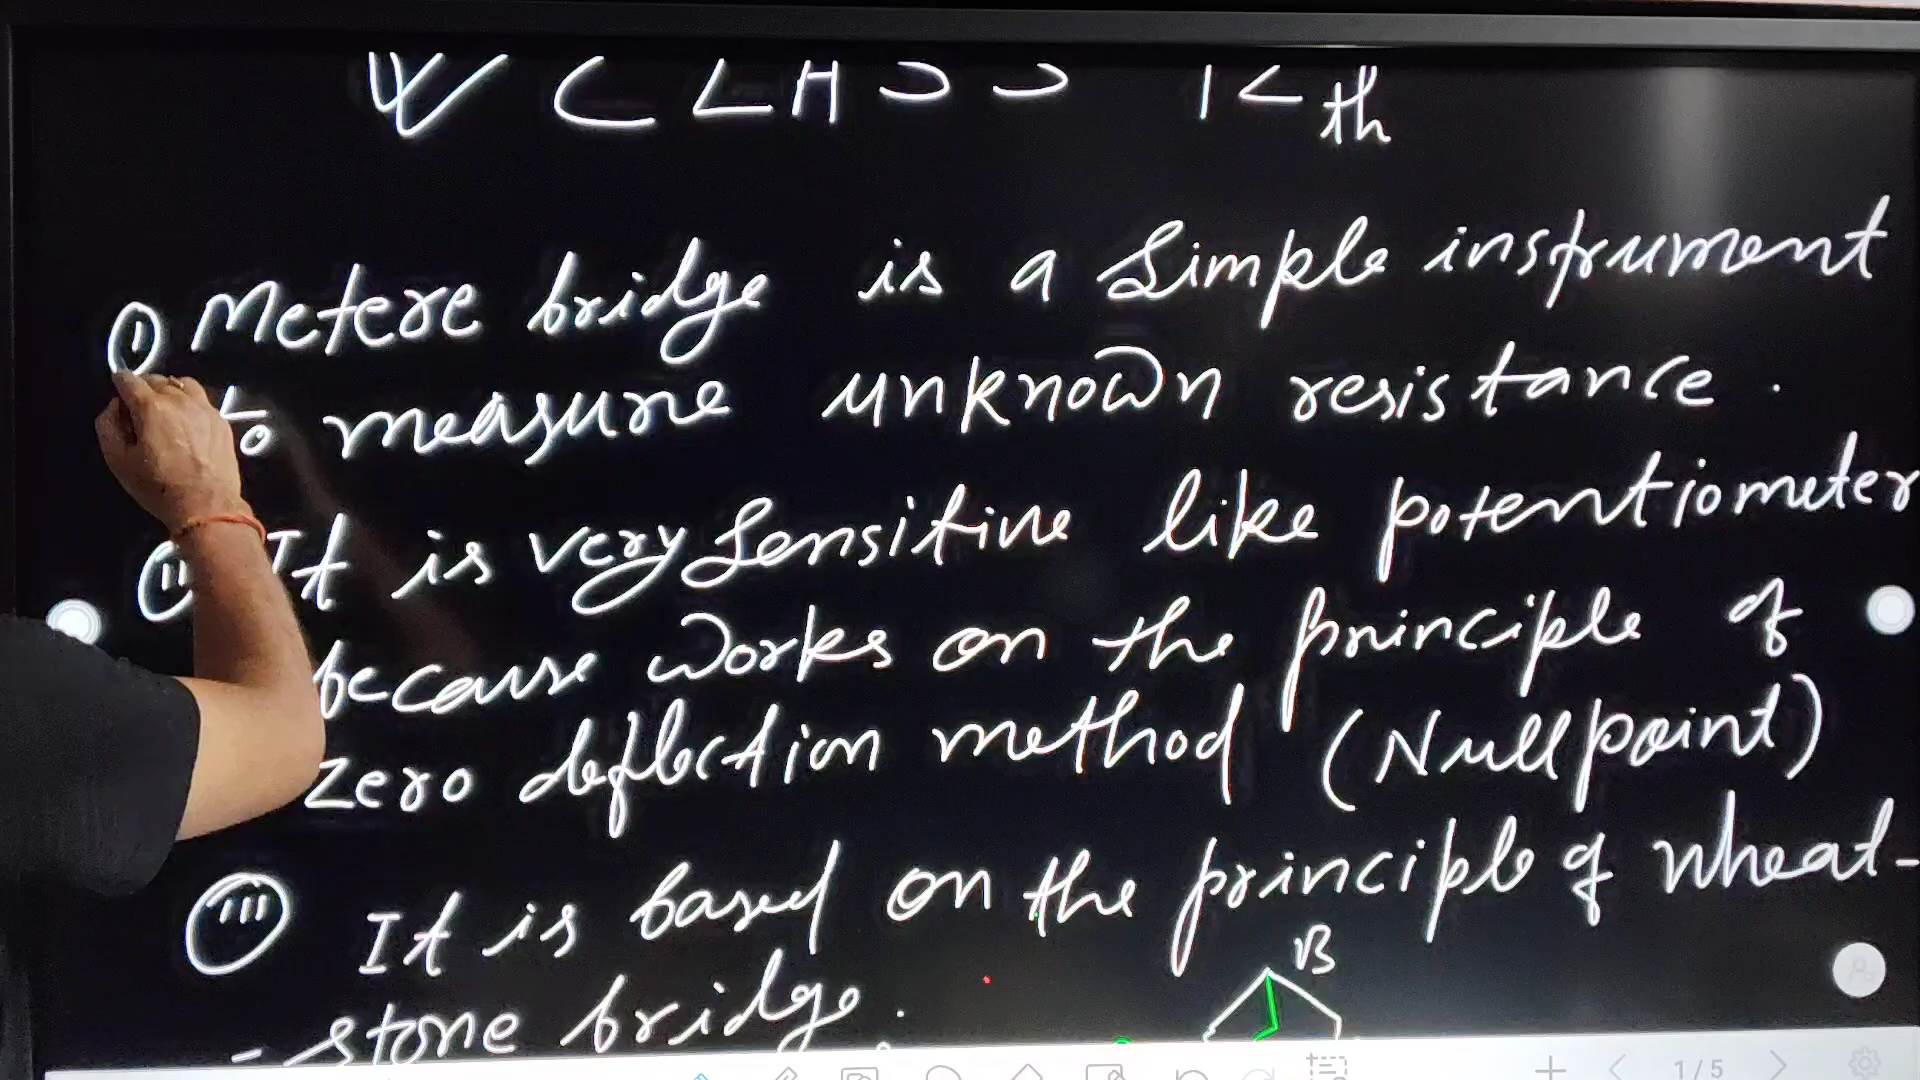 CLASS 12th
(i) Metere bridge is a simple instrument
to measure unknown resistance.
(ii) It is very sensitive like potentiometer
because works on the principle of
zero deflection method (Null point)
(iii) It is based on the principle of wheat-
- stone bridge.
B
1/5